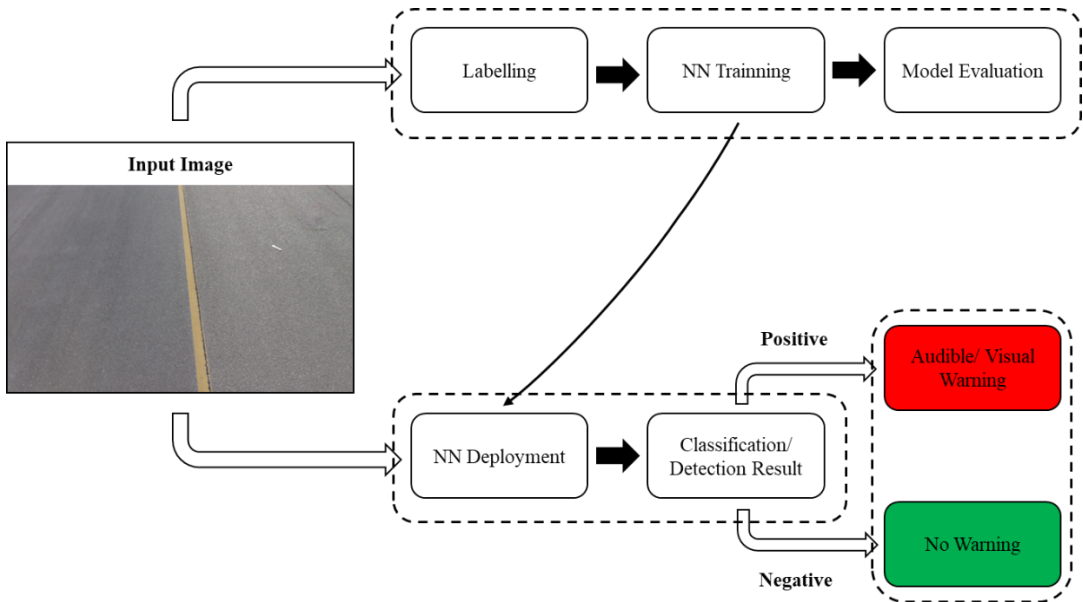 Labelling
NN Trainning
Model Evaluation
Input Image
Positive
Audible/ Visual
Warning
NN Deployment
Classification/
Detection Result
No Warning
Negative